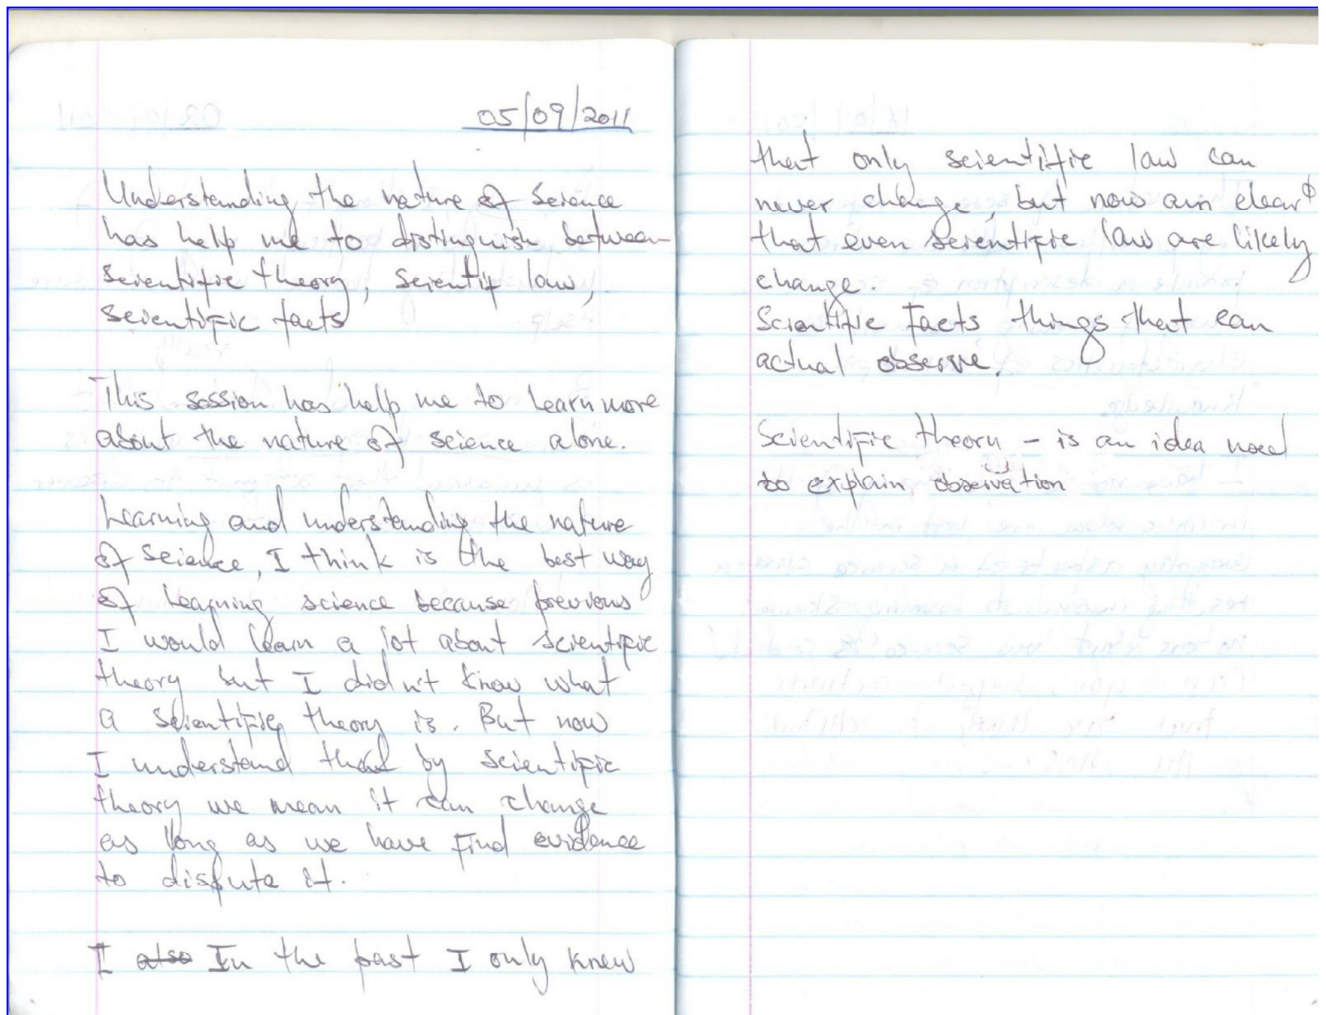 05/09/2011
Understanding the nature of Science
has help me to distinguish between
scientific theory, scientif law,
scientific facts
This session has help me to learn more
about the nature of science alone.
Learning and understanding the nature
of science, I think is the best way
of learning science because previous
I would learn a lot about scientific
theory but I didn't know what
a scientific theory is. But now
I understand that by scientific
theory we mean it can change
as long as we have find evidence
to dispute it.
I also In the past I only knew
that only scientific law can
never change, but now am clear
that even scientific law are likely
change
Scientific Facts things that can
actual observe.
Scientific theory - is an idea used
to explain observation